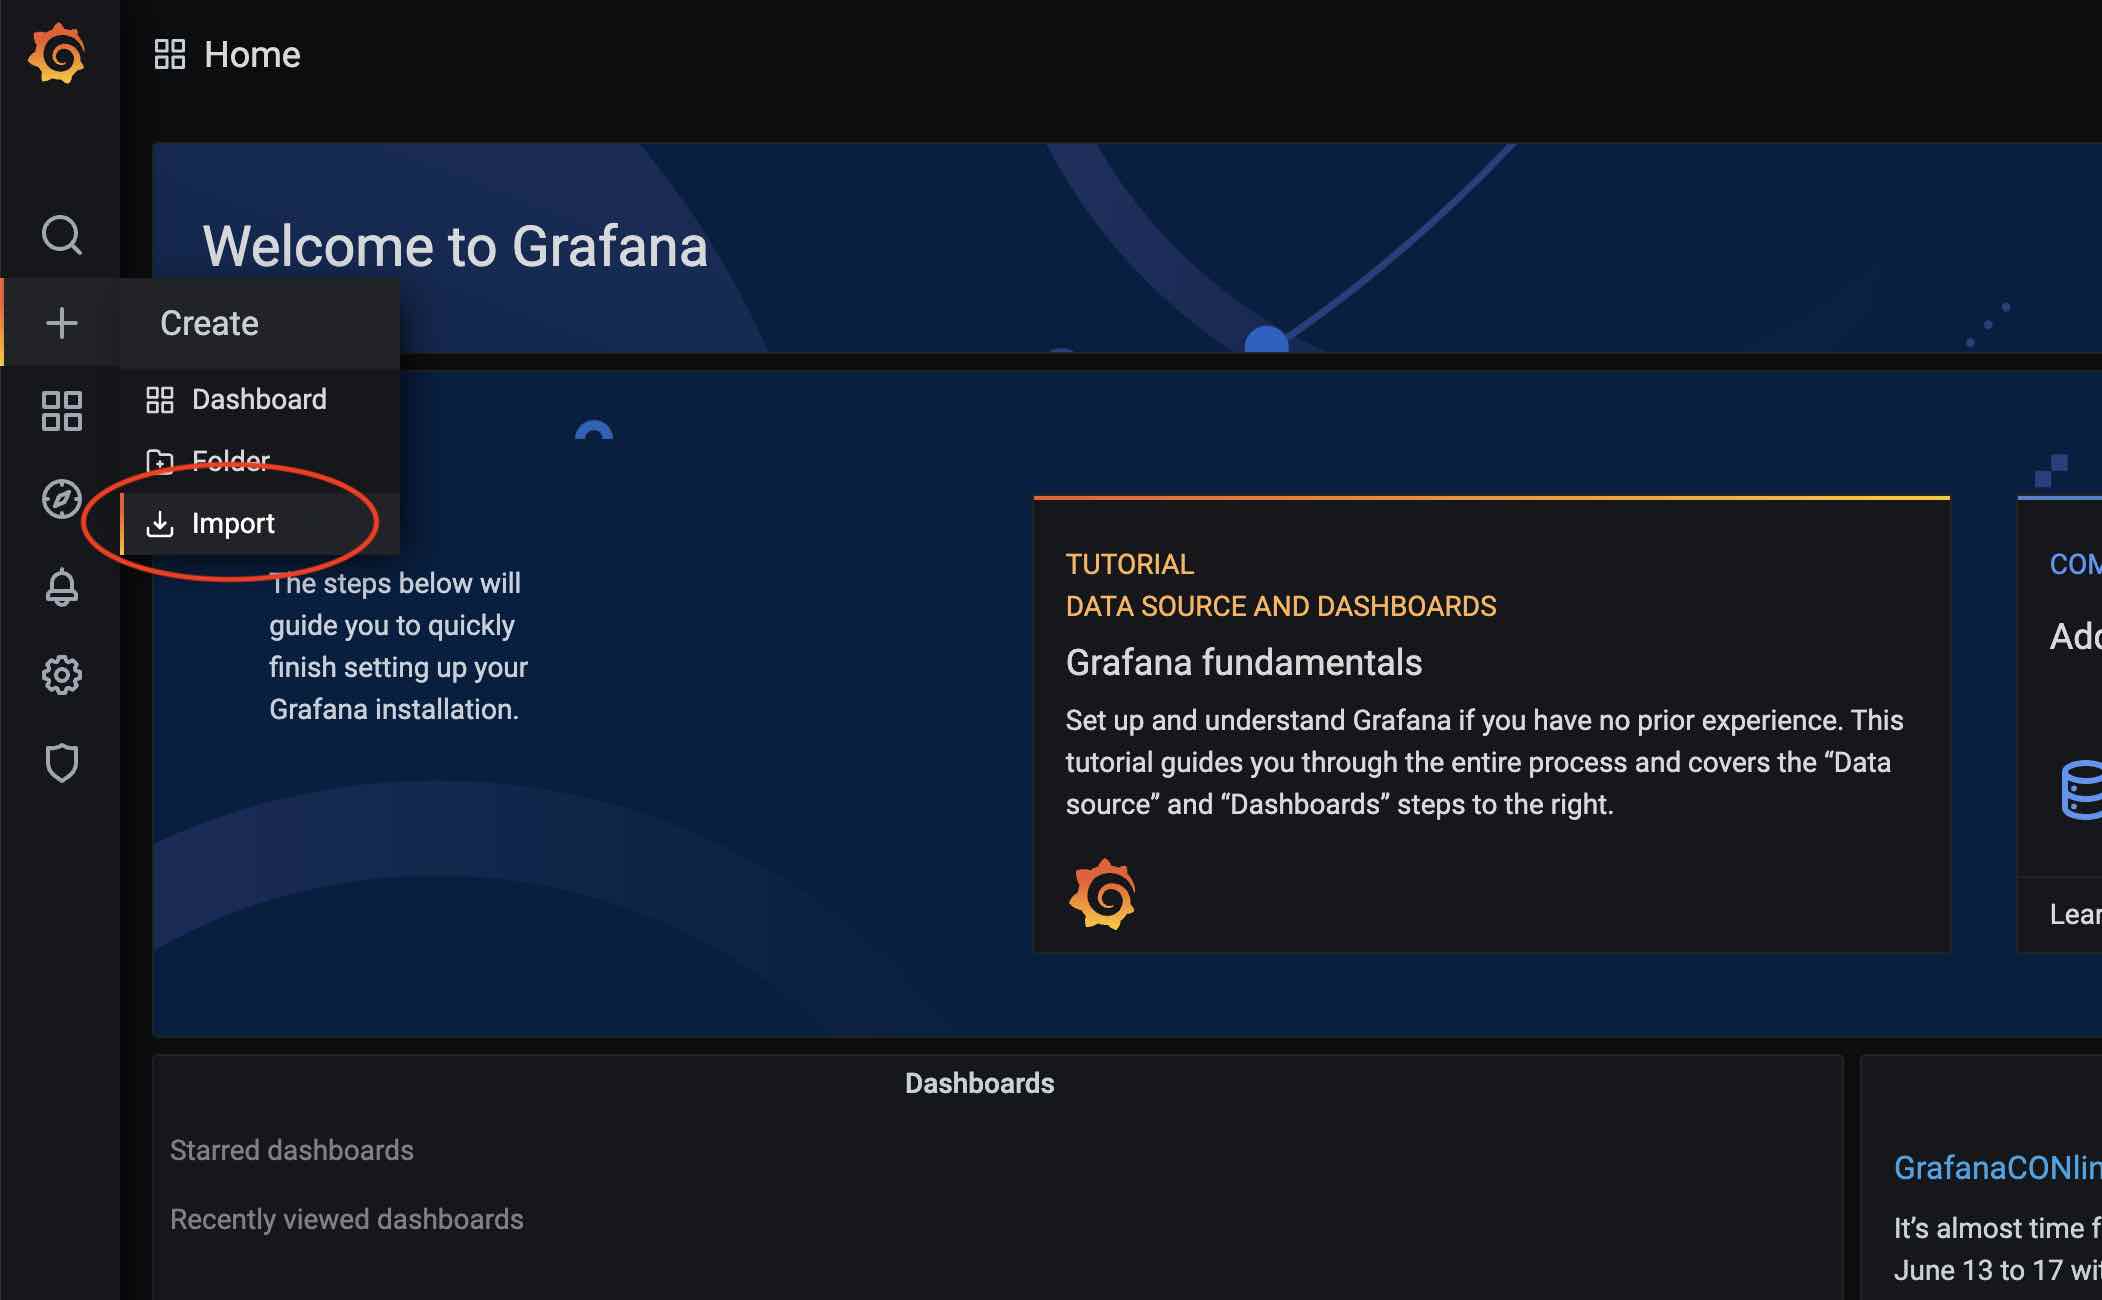 Home
Welcome to Grafana
Create
Dashboard
Folder
Import
The steps below will
guide you to quickly
finish setting up your
Grafana installation.
TUTORIAL
DATA SOURCE AND DASHBOARDS
Grafana fundamentals
Set up and understand Grafana if you have no prior experience. This
tutorial guides you through the entire process and covers the “Data
source” and “Dashboards” steps to the right.
COM
Add
Lear
Dashboards
Starred dashboards
Recently viewed dashboards
GrafanaCONlin
It’s almost time f
June 13 to 17 wit